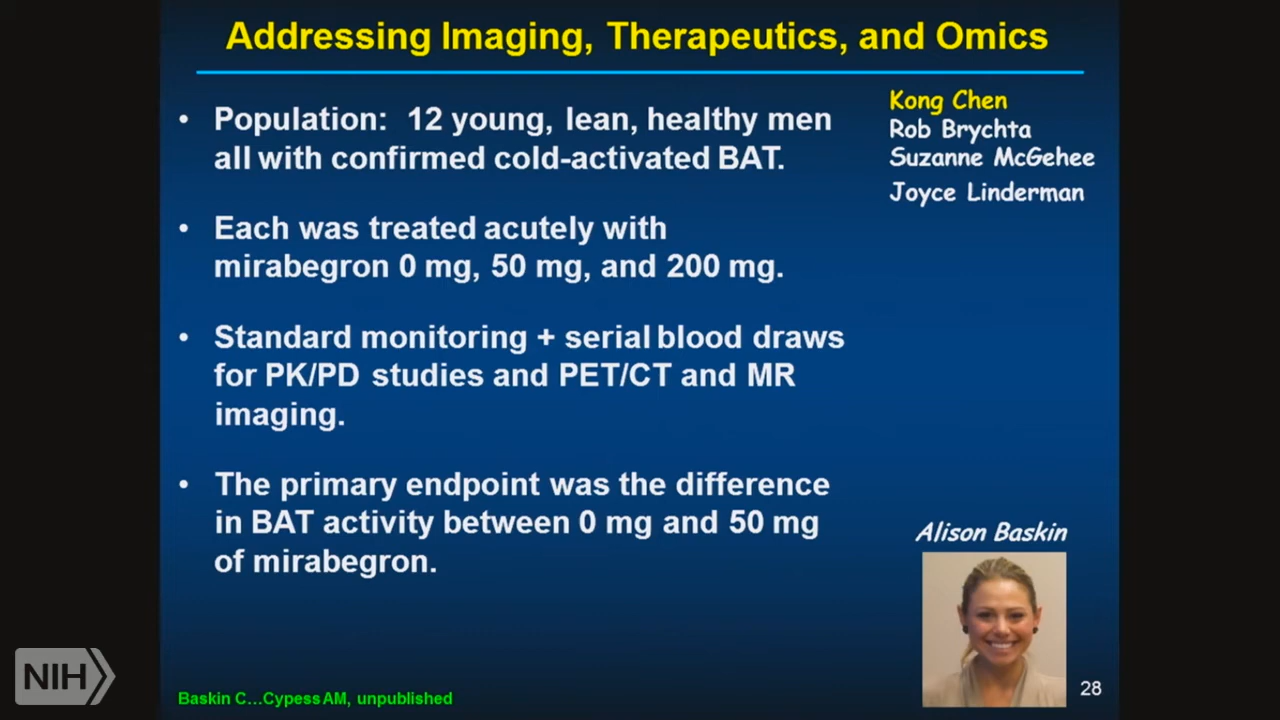 Addressing Imaging, Therapeutics, and Omics
• Population: 12 young, lean, healthy men
all with confirmed cold-activated BAT.
• Each was treated acutely with
mirabegron 0 mg, 50 mg, and 200 mg.
• Standard monitoring + serial blood draws
for PK/PD studies and PET/CT and MR
imaging.
• The primary endpoint was the difference
in BAT activity between 0 mg and 50 mg
of mirabegron.
Kong Chen
Rob Brychta
Suzanne McGehee
Joyce Linderman
Alison Baskin
NIH
Baskin C...Cypess AM, unpublished
28